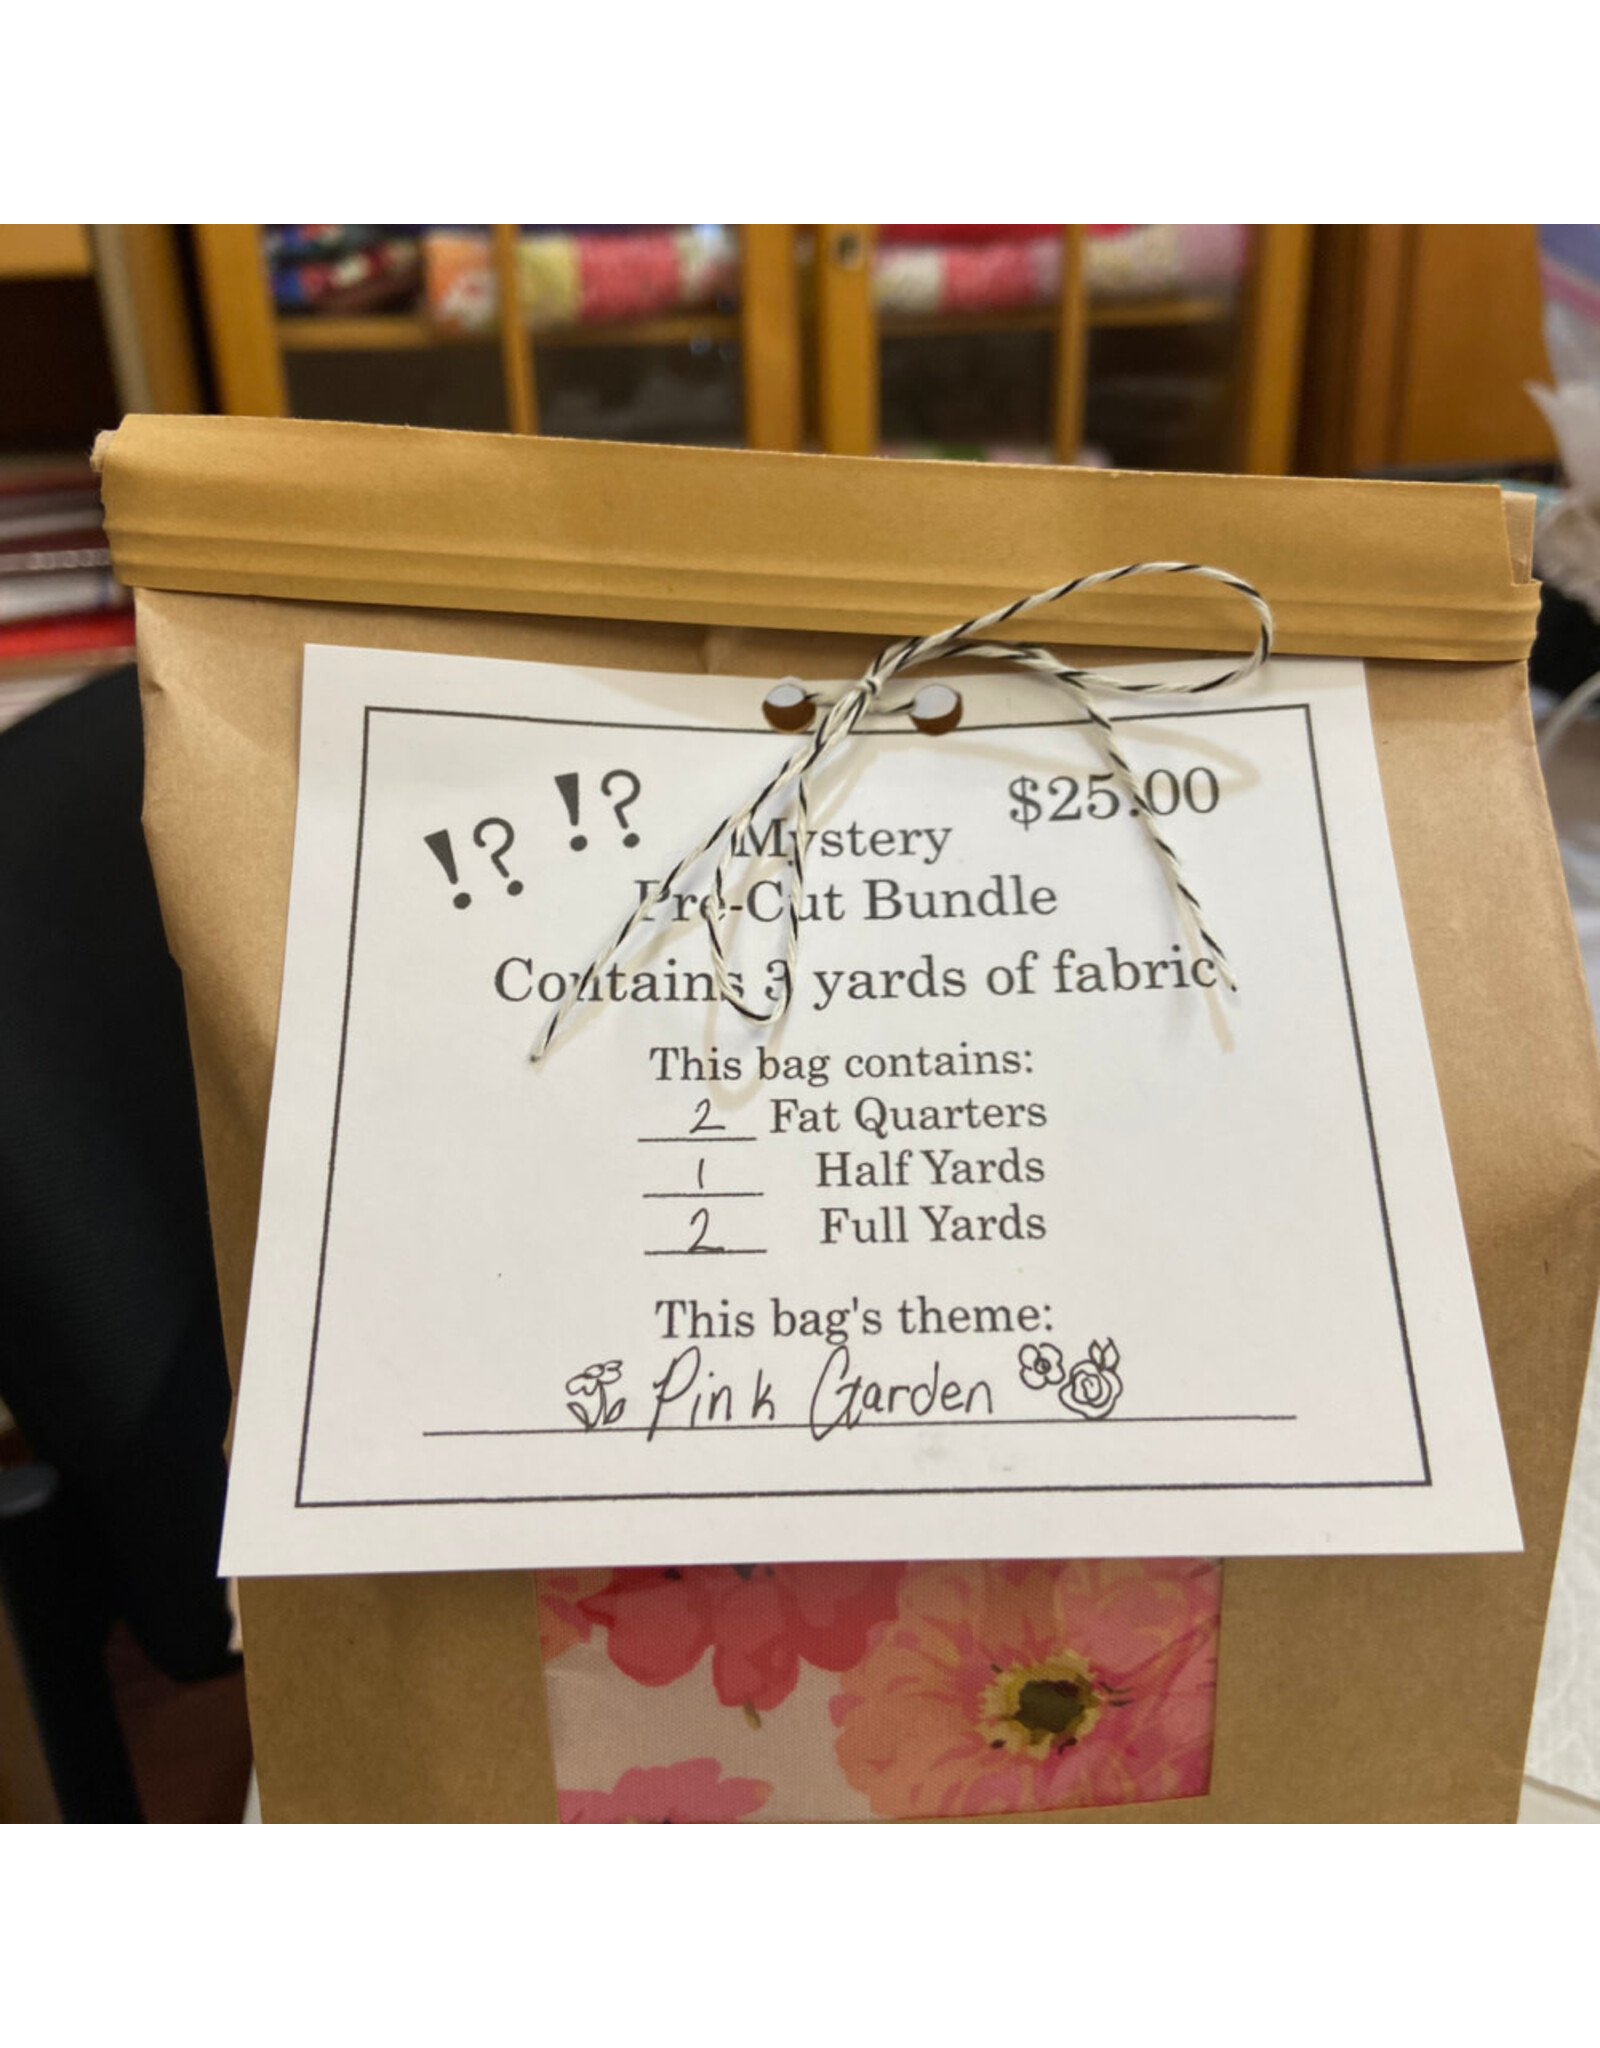 !? !? $25.00
Mystery
Pre-Cut Bundle
Contains 3 yards of fabric.
This bag contains:
2 Fat Quarters
1 Half Yards
2 Full Yards
This bag's theme:
Pink Garden